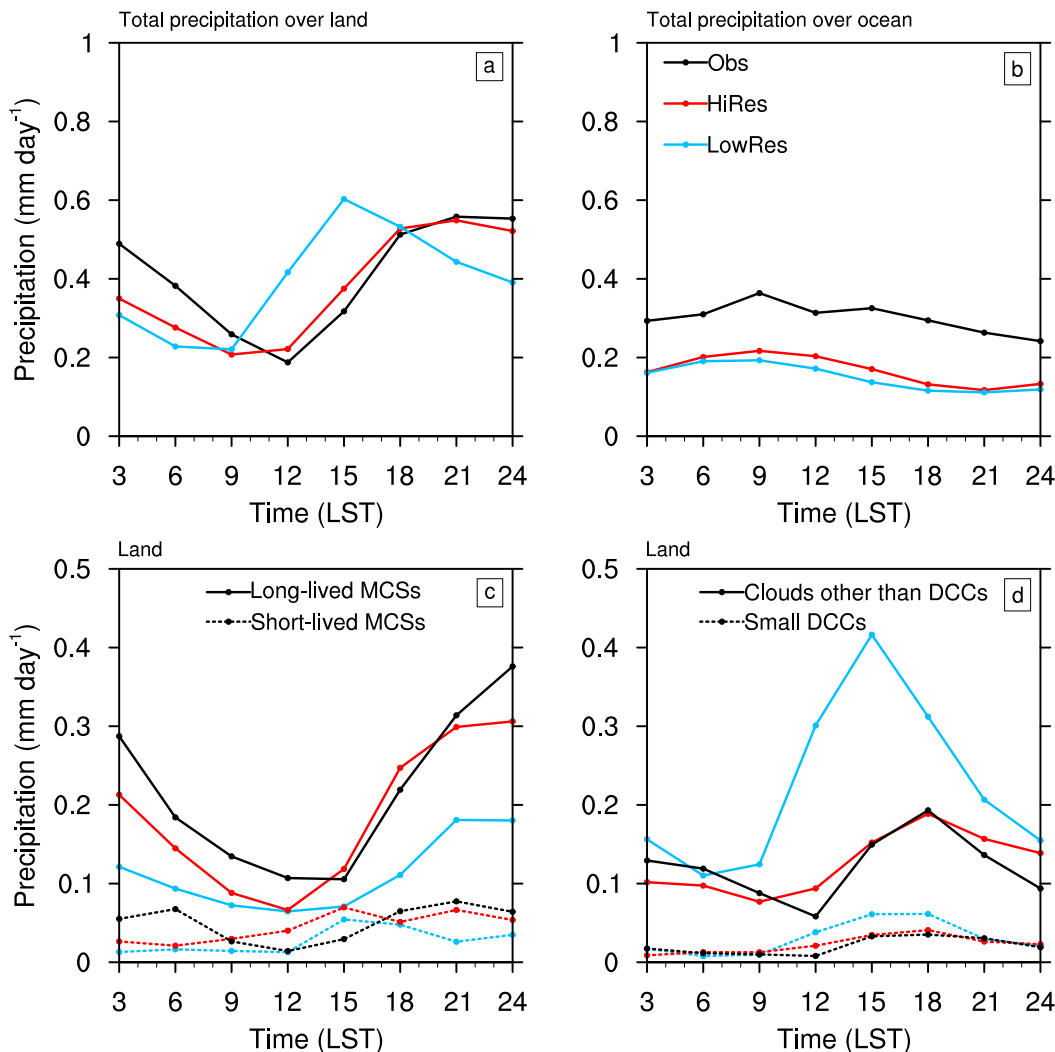 Total precipitation over land
a
1
0.8
0.6
0.4
0.2
0
Precipitation (mm day⁻¹)
3 6 9 12 15 18 21 24
Time (LST)
Total precipitation over ocean
b
Obs
HiRes
LowRes
1
0.8
0.6
0.4
0.2
0
3 6 9 12 15 18 21 24
Time (LST)
Land
c
Long-lived MCSs
Short-lived MCSs
0.5
0.4
0.3
0.2
0.1
0
Precipitation (mm day⁻¹)
3 6 9 12 15 18 21 24
Time (LST)
Land
d
Clouds other than DCCs
Small DCCs
0.5
0.4
0.3
0.2
0.1
0
3 6 9 12 15 18 21 24
Time (LST)